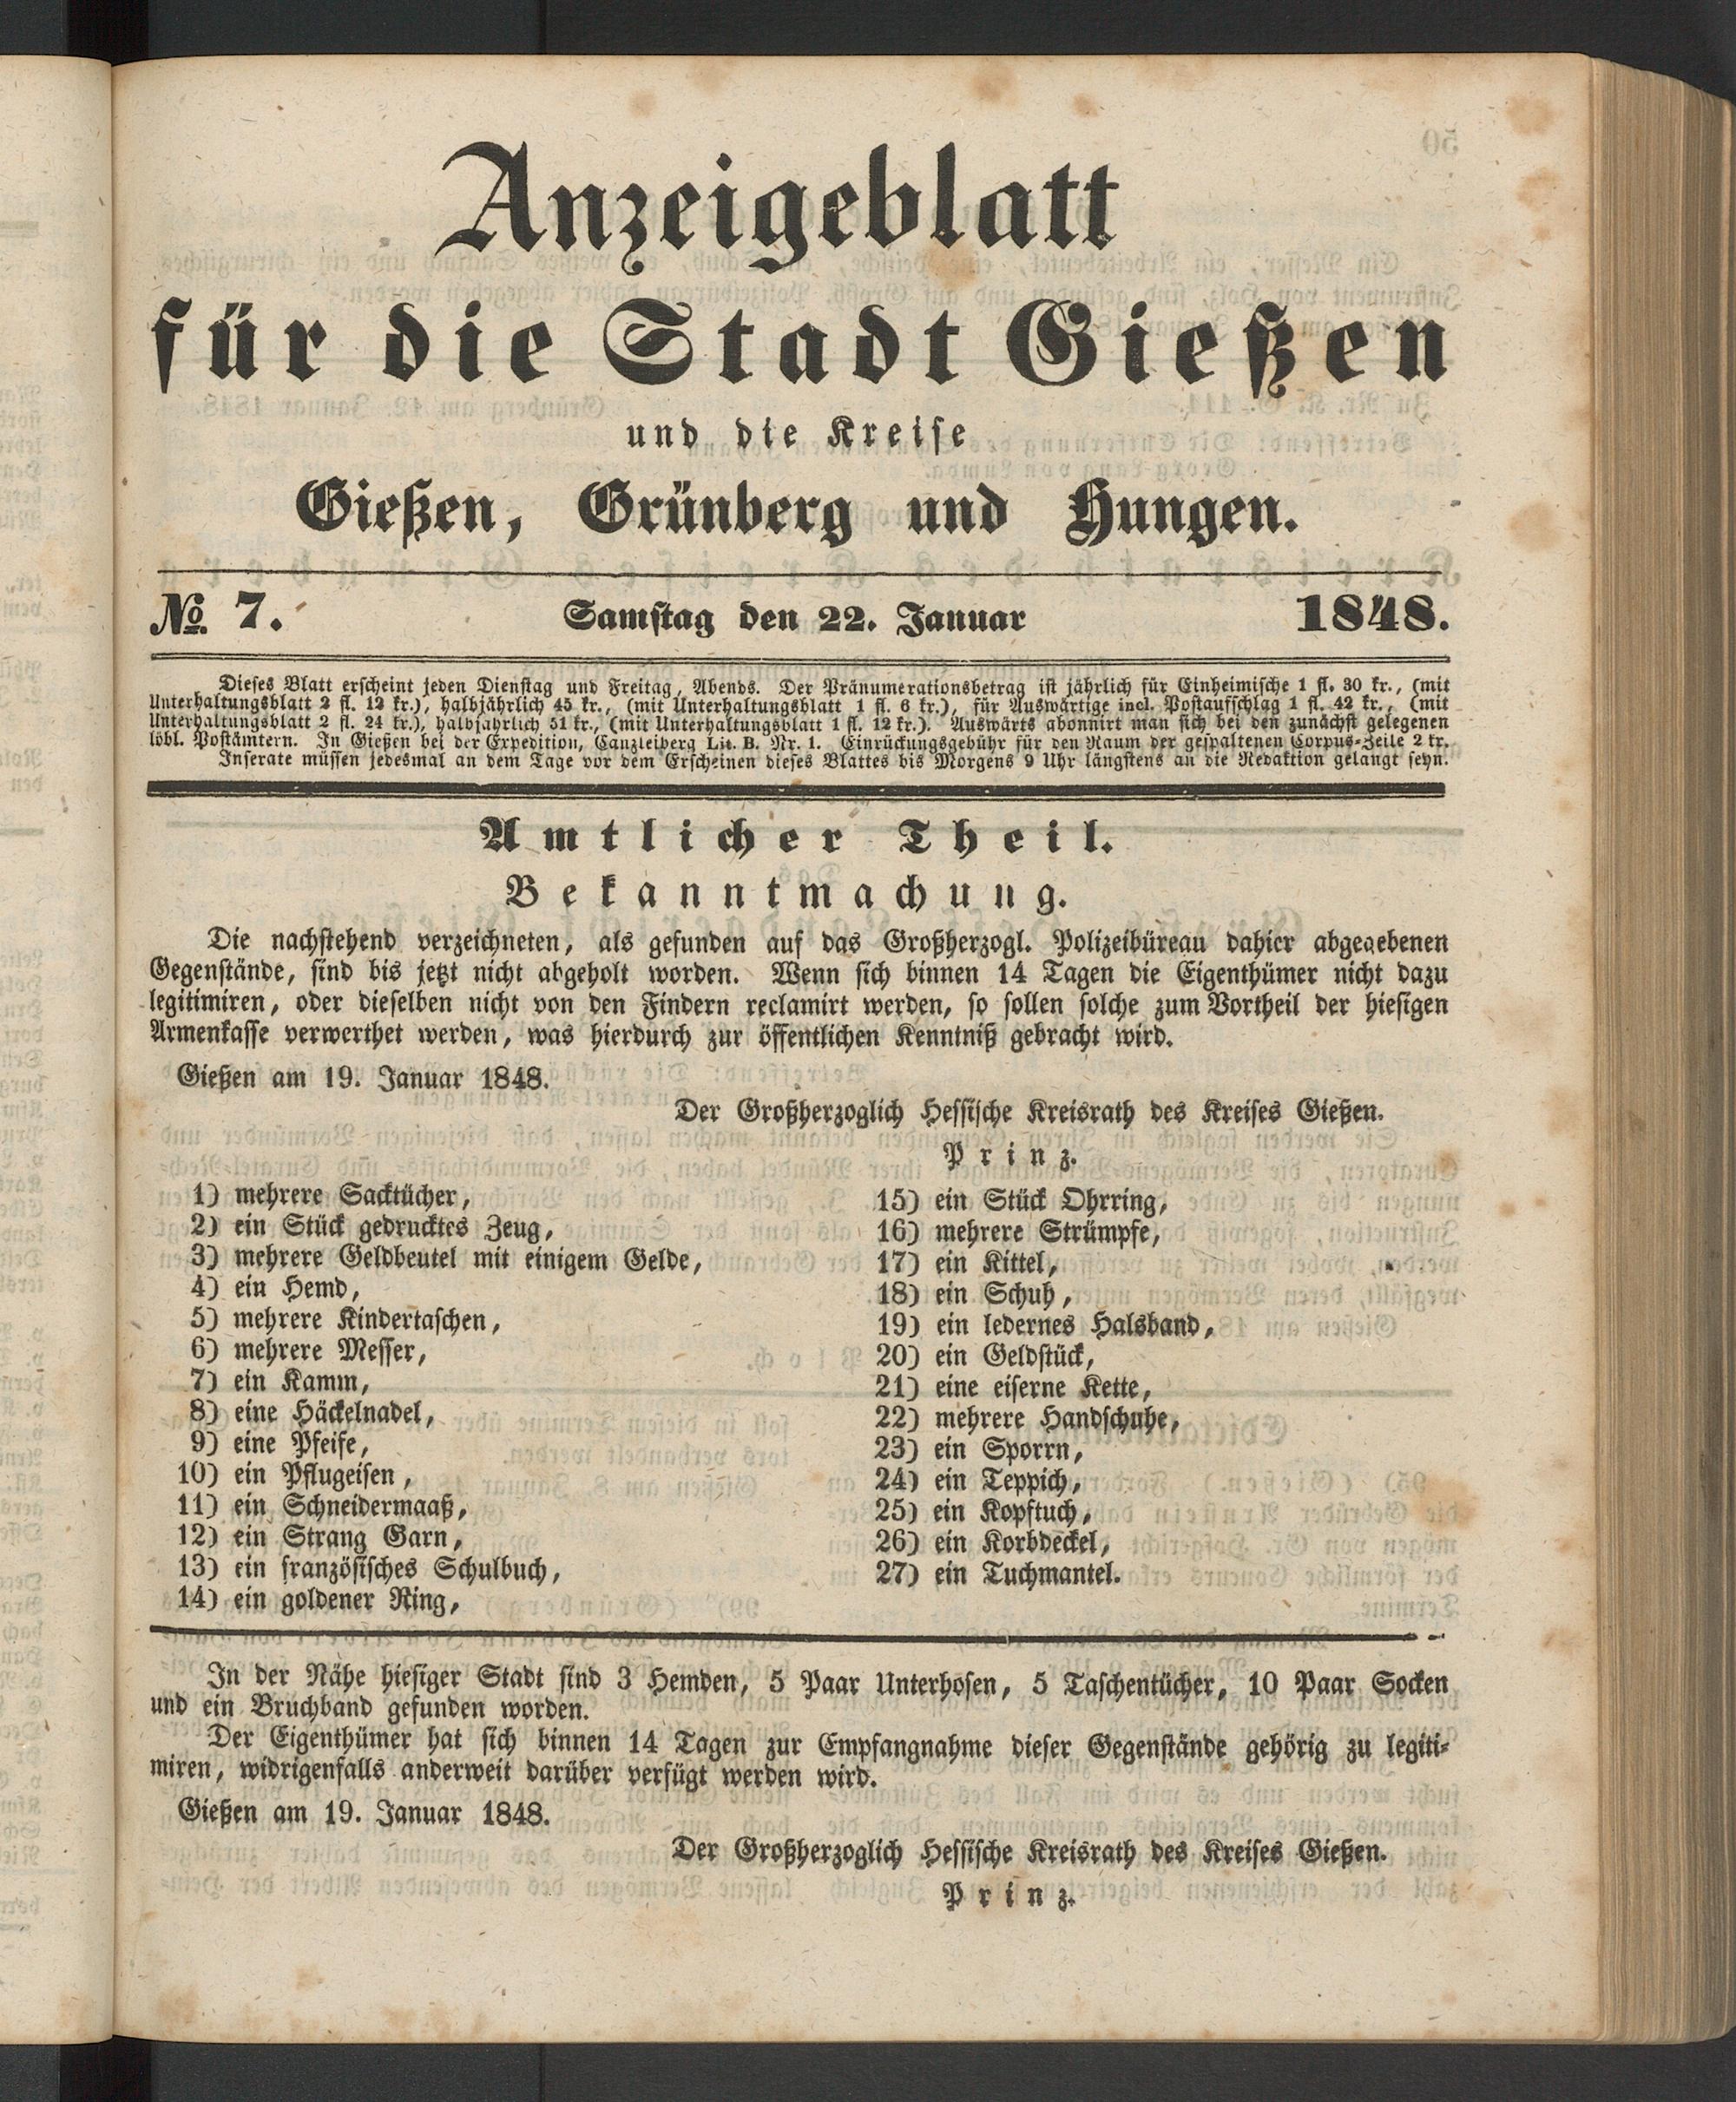 Anzeigeblatt
für die Stadt Gießen
und die Kreise
Gießen, Grünberg und Hungen.
No. 7. Samstag den 22. Januar 1848.
Dieses Blatt erscheint jeden Dienstag und Freitag, Abends. Der Pränumerationsbetrag ist jährlich für Einheimische 1 fl. 30 kr., (mit
Unterhaltungsblatt 2 fl. 12 kr.), halbjährlich 45 kr., (mit Unterhaltungsblatt 1 fl. 6 kr.), für Auswärtige incl. Postaufschlag 1 fl. 42 kr., (mit
Unterhaltungsblatt 2 fl. 24 kr.), halbjährlich 51 kr., (mit Unterhaltungsblatt 1 fl. 12 kr.). Auswärts abonnirt man sich bei den zunächst gelegenen
löbl. Postämtern. In Gießen bei der Expedition, Canzleiberg Lit. B. Nr. 1. Einrückungsgebühr für den Raum der gespaltenen Corpus-Zeile 2 kr.
Inserate müssen jedesmal an dem Tage vor dem Erscheinen dieses Blattes bis Morgens 9 Uhr längstens an die Redaktion gelangt seyn.
Amtlicher Theil.
Bekanntmachung.
Die nachstehend verzeichneten, als gefunden auf das Großherzogl. Polizeibüreau dahier abgegebenen
Gegenstände, sind bis jetzt nicht abgeholt worden. Wenn sich binnen 14 Tagen die Eigenthümer nicht dazu
legitimiren, oder dieselben nicht von den Findern reclamirt werden, so sollen solche zum Vortheil der hiesigen
Armenkasse verwerthet werden, was hierdurch zur öffentlichen Kenntniß gebracht wird.
Gießen am 19. Januar 1848.
Der Großherzoglich Hessische Kreisrath des Kreises Gießen.
Prinz.
1) mehrere Sacktücher,
2) ein Stück gedrucktes Zeug,
3) mehrere Geldbeutel mit einigem Gelde,
4) ein Hemd,
5) mehrere Kindertaschen,
6) mehrere Messer,
7) ein Kamm,
8) eine Häckelnadel,
9) eine Pfeife,
10) ein Pflugeisen,
11) ein Schneidermaaß,
12) ein Strang Garn,
13) ein französisches Schulbuch,
14) ein goldener Ring,
15) ein Stück Ohrring,
16) mehrere Strümpfe,
17) ein Kittel,
18) ein Schuh,
19) ein ledernes Halsband,
20) ein Geldstück,
21) eine eiserne Kette,
22) mehrere Handschuhe,
23) ein Sporrn,
24) ein Teppich,
25) ein Kopftuch,
26) ein Korbdeckel,
27) ein Tuchmantel.
In der Nähe hiesiger Stadt sind 3 Hemden, 5 Paar Unterhosen, 5 Taschentücher, 10 Paar Socken
und ein Bruchband gefunden worden.
Der Eigenthümer hat sich binnen 14 Tagen zur Empfangnahme dieser Gegenstände gehörig zu legiti-
miren, widrigenfalls anderweit darüber verfügt werden wird.
Gießen am 19. Januar 1848.
Der Großherzoglich Hessische Kreisrath des Kreises Gießen.
Prinz.